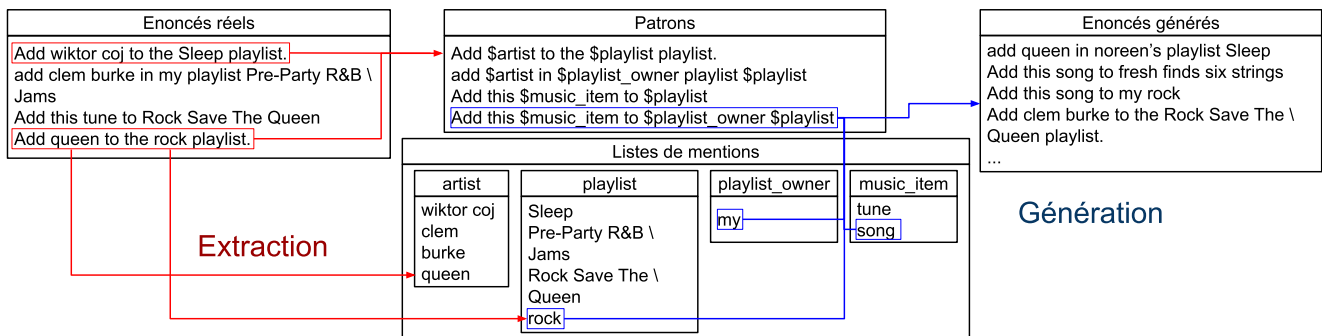 Enoncés réels
Add wiktor coj to the Sleep playlist.
add clem burke in my playlist Pre-Party R&B \
Jams
Add this tune to Rock Save The Queen
Add queen to the rock playlist.
Patrons
Add $artist to the $playlist playlist.
add $artist in $playlist_owner playlist $playlist
Add this $music_item to $playlist
Add this $music_item to $playlist_owner $playlist
Enoncés générés
add queen in noreen's playlist Sleep
Add this song to fresh finds six strings
Add this song to my rock
Add clem burke to the Rock Save The \
Queen playlist.
...
Listes de mentions
artist
wiktor coj
clem
burke
queen
playlist
Sleep
Pre-Party R&B \
Jams
Rock Save The \
Queen
rock
playlist_owner
my
music_item
tune
song
Extraction
Génération